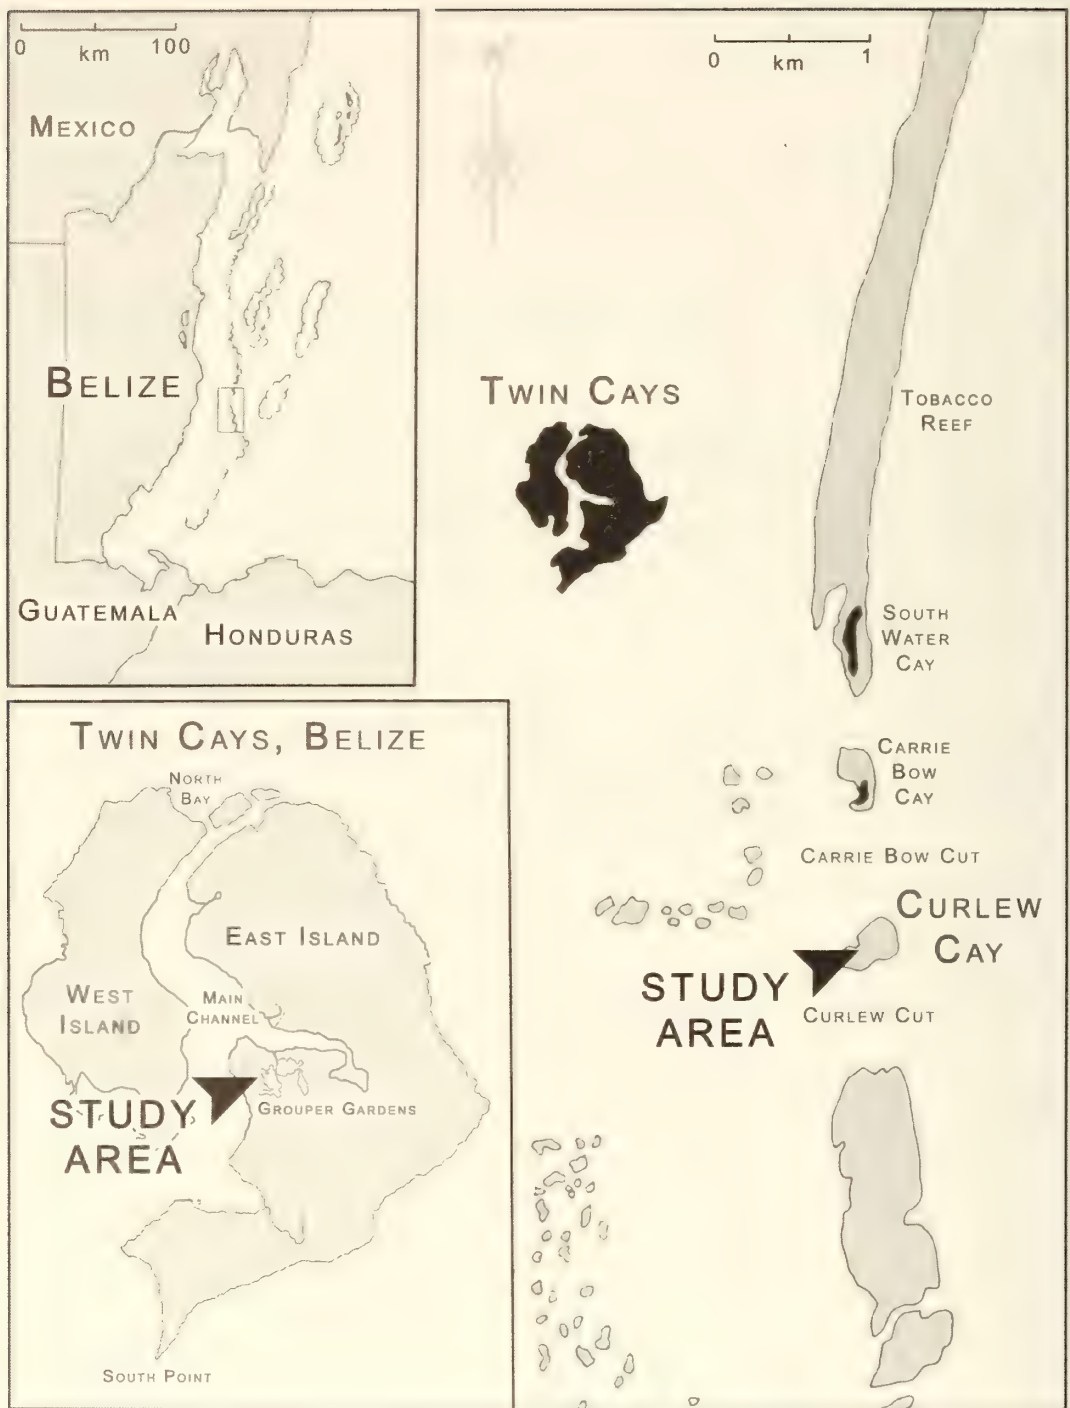 0 km 100
MEXICO
BELIZE
GUATEMALA
HONDURAS
0 km 1
TWIN CAYS
TOBACCO
REEF
SOUTH
WATER
CAY
CARRIE
BOW
CAY
CARRIE BOW CUT
CURLEW
CAY
STUDY
AREA
CURLEW CUT
TWIN CAYS, BELIZE
NORTH
BAY
EAST ISLAND
WEST
ISLAND
MAIN
CHANNEL
STUDY
AREA
GROUPER GARDENS
SOUTH POINT